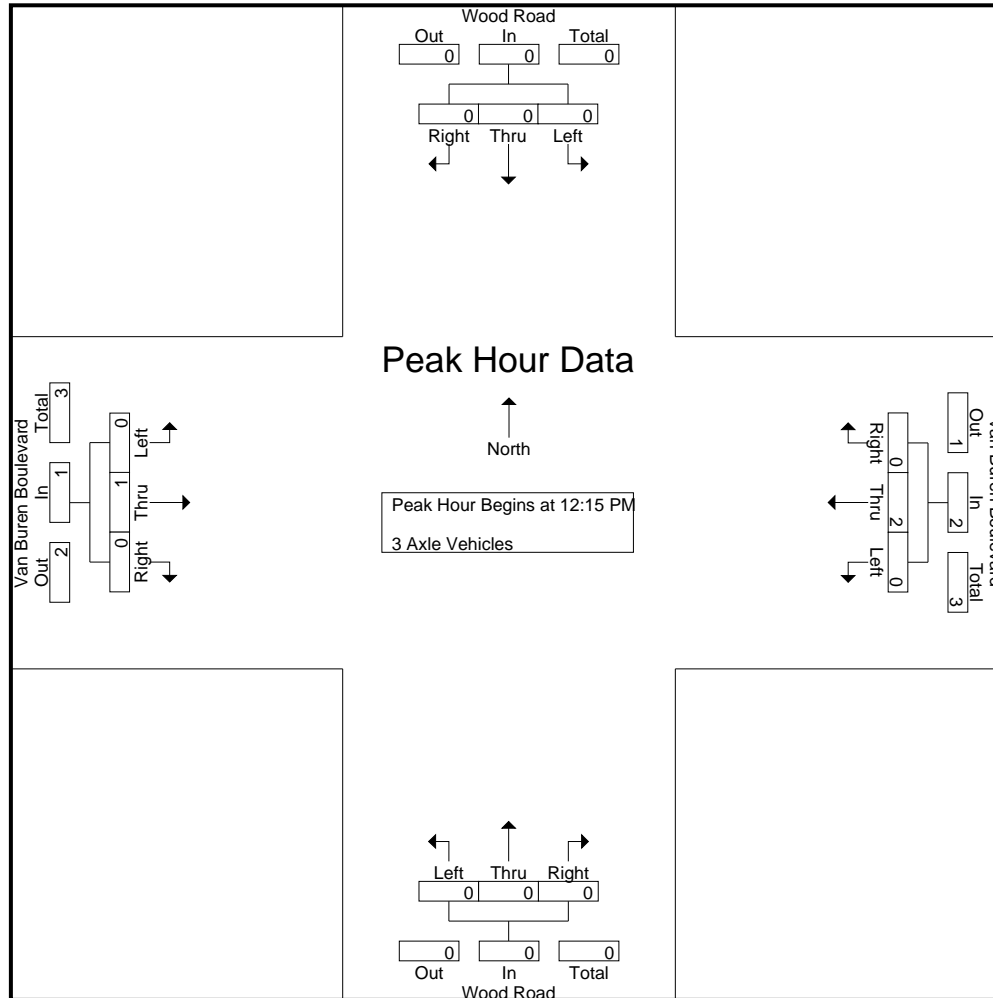 Wood Road
Out In Total
0 0 0
0 0 0
Right Thru Left
Peak Hour Data
North
Peak Hour Begins at 12:15 PM
3 Axle Vehicles
Van Buren Boulevard
Total In Out
3 1 2
0 1 0
Left Thru Right
Right Thru Left
0 2 0
1 2 3
Out In Total
Left Thru Right
0 0 0
0 0 0
Out In Total
Wood Road